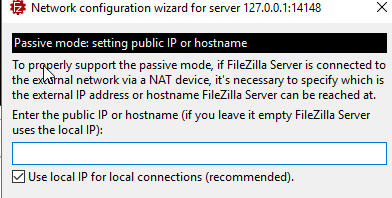 Network configuration wizard for server 127.0.0.1:14148
Passive mode: setting public IP or hostname
To properly support the passive mode, if FileZilla Server is connected to
the external network via a NAT device, it's necessary to specify which is
the external IP address or hostname FileZilla Server can be reached at.
Enter the public IP or hostname (if you leave it empty FileZilla Server
uses the local IP):
Use local IP for local connections (recommended).